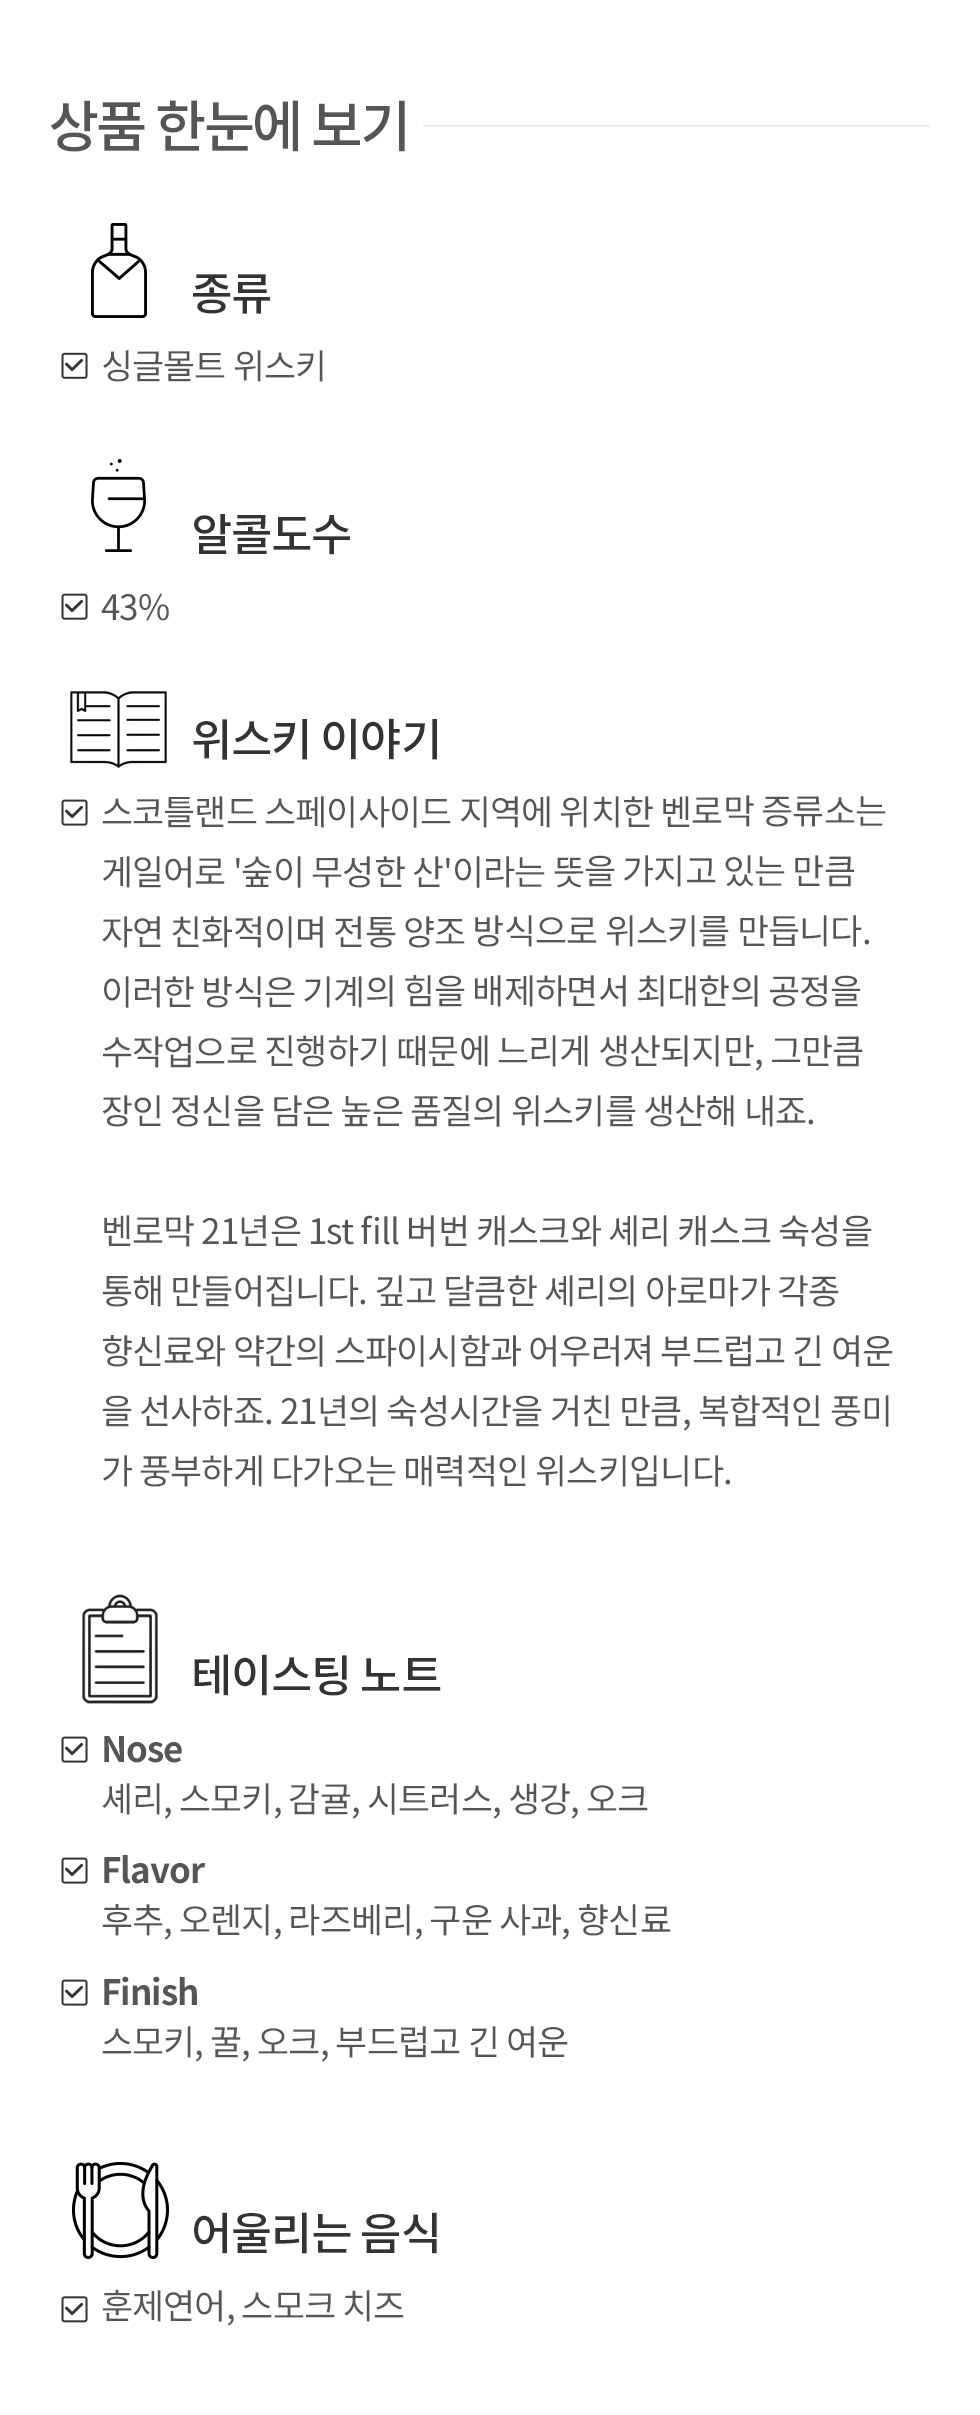 상품 한눈에 보기
종류
싱글몰트 위스키
알콜도수
43%
위스키 이야기
스코틀랜드 스페이사이드 지역에 위치한 벤로막 증류소는
게일어로 '숲이 무성한 산'이라는 뜻을 가지고 있는 만큼
자연 친화적이며 전통 양조 방식으로 위스키를 만듭니다.
이러한 방식은 기계의 힘을 배제하면서 최대한의 공정을
수작업으로 진행하기 때문에 느리게 생산되지만, 그만큼
장인 정신을 담은 높은 품질의 위스키를 생산해 내죠.
벤로막 21년은 1st fill 버번 캐스크와 셰리 캐스크 숙성을
통해 만들어집니다. 깊고 달큼한 셰리의 아로마가 각종
향신료와 약간의 스파이시함과 어우러져 부드럽고 긴 여운
을 선사하죠. 21년의 숙성시간을 거친 만큼, 복합적인 풍미
가 풍부하게 다가오는 매력적인 위스키입니다.
테이스팅 노트
Nose
셰리, 스모키, 감귤, 시트러스, 생강, 오크
Flavor
후추, 오렌지, 라즈베리, 구운 사과, 향신료
Finish
스모키, 꿀, 오크, 부드럽고 긴 여운
어울리는 음식
훈제연어, 스모크 치즈